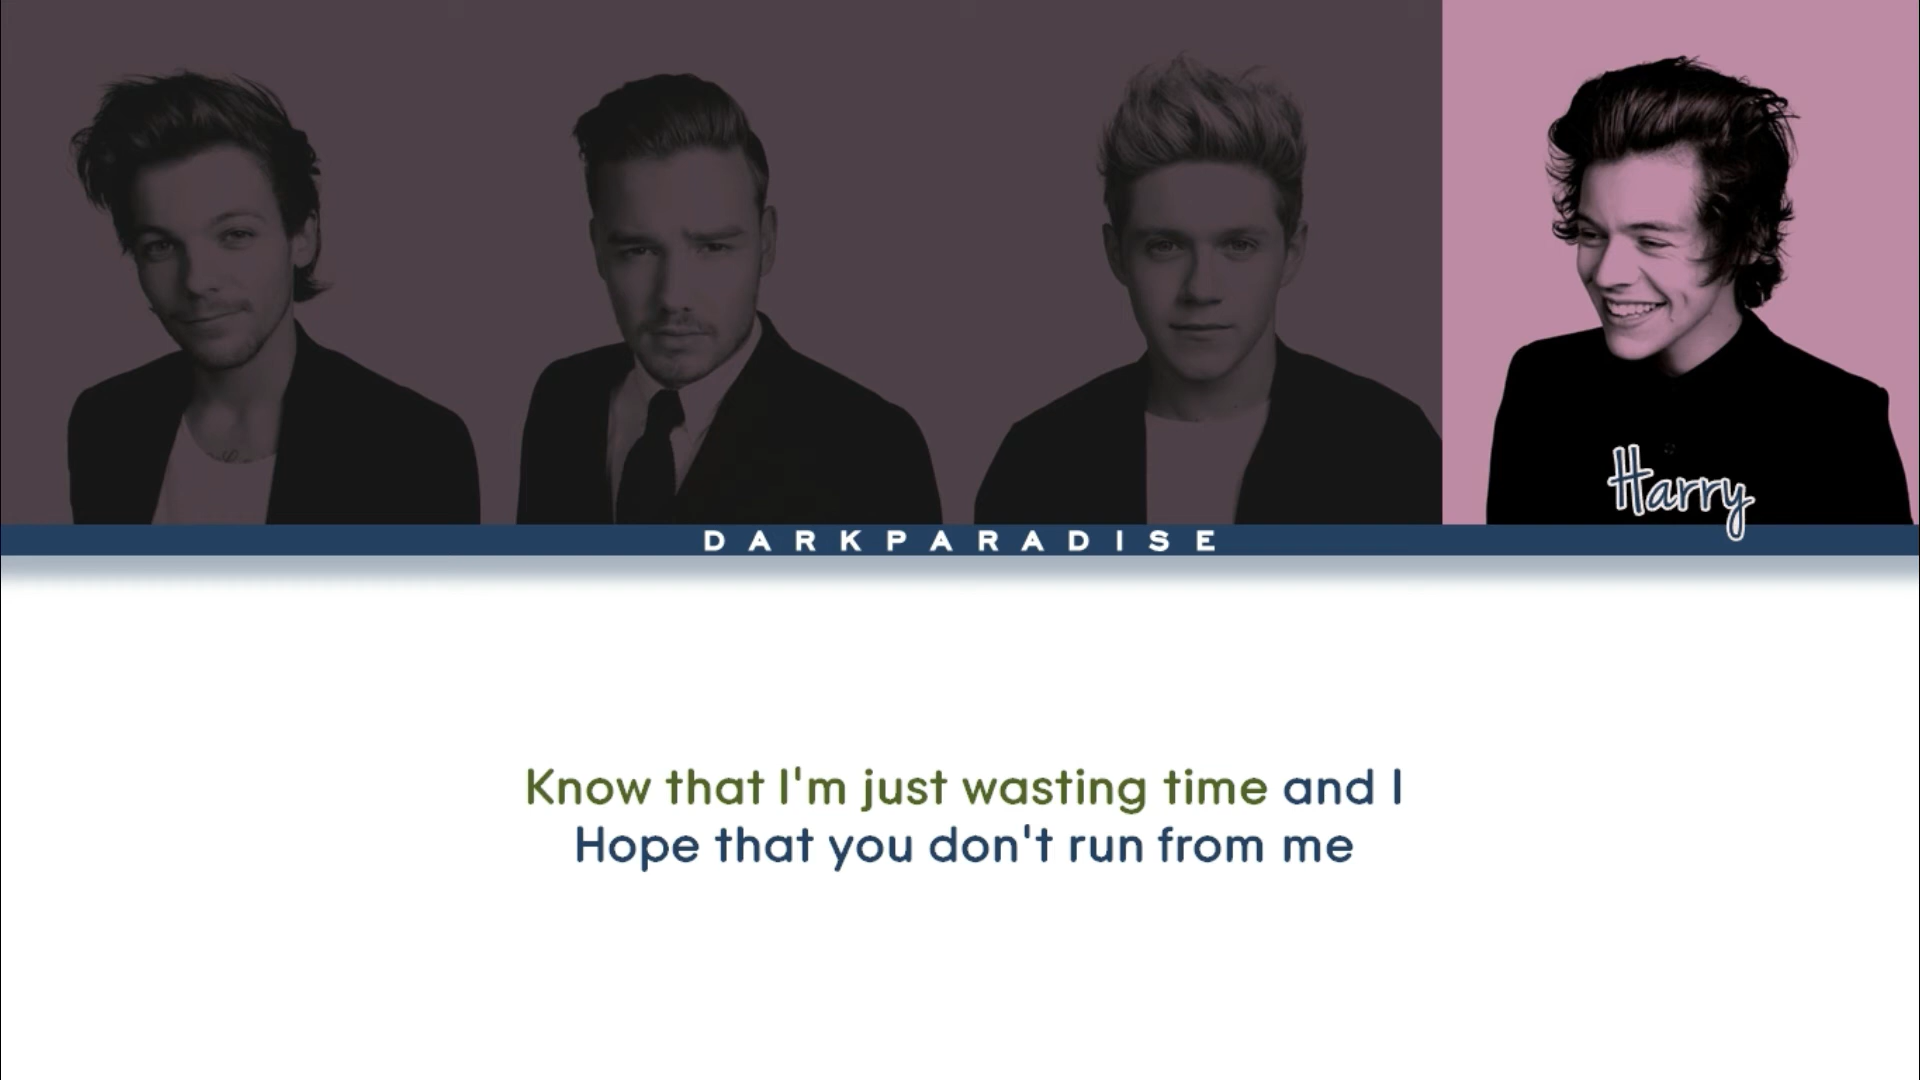 Harry
DARKPARADISE
Know that I'm just wasting time and I
Hope that you don't run from me